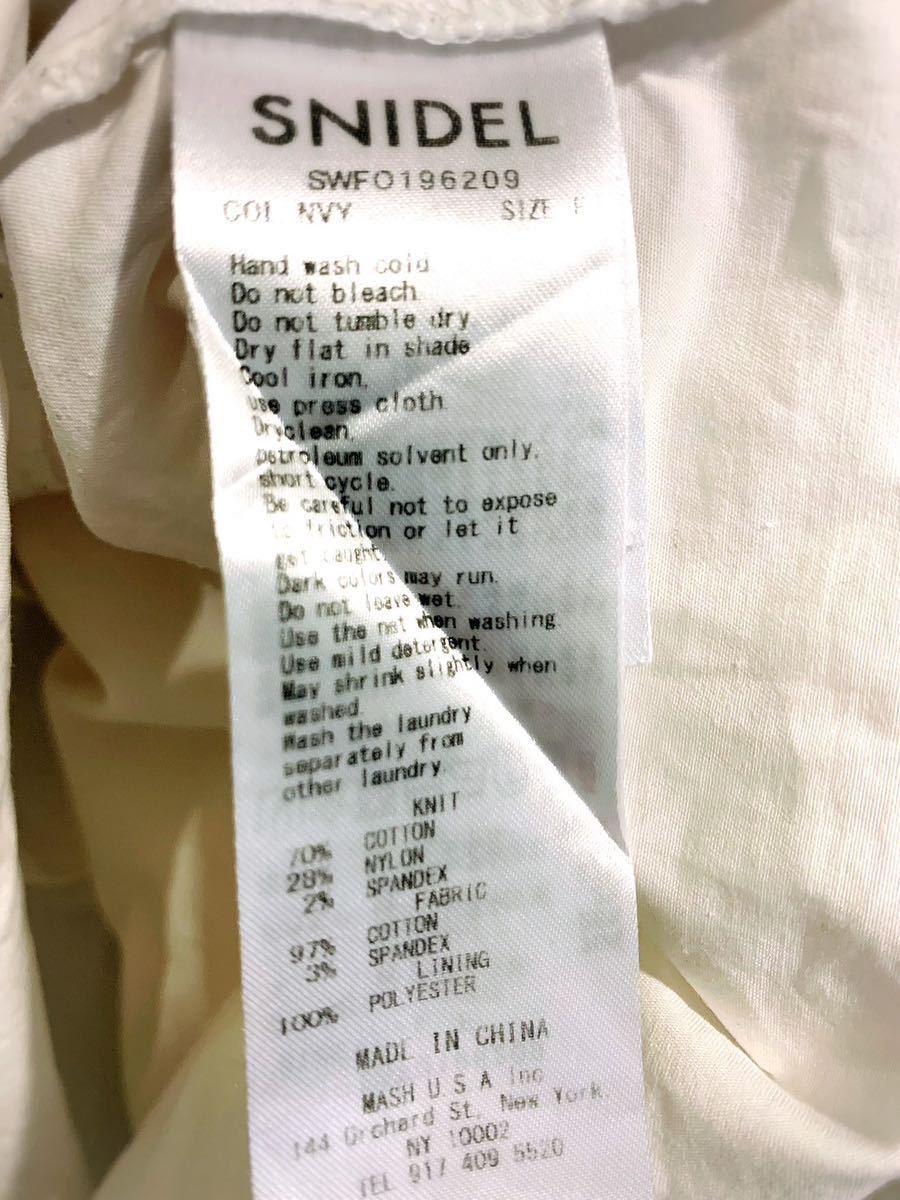 SNIDEL
SWFO196209
COL NVY SIZE F
Hand wash cold
Do not bleach
Do not tumble dry
Dry flat in shade
Cool iron.
use press cloth
Dryclean.
petroleum solvent only.
short cycle.
Be careful not to expose
to friction or let it
get caught.
Dark colors may run.
Do not leave wet.
Use the net when washing.
Use mild detergent.
May shrink slightly when
washed.
Wash the laundry
separately from
other laundry.
KNIT
70% COTTON
28% NYLON
2% SPANDEX
FABRIC
97% COTTON
3% SPANDEX
LINING
100% POLYESTER
MADE IN CHINA
MASH U S A Inc
144 Orchard St. New York.
NY 10002
TEL 917 409 5520